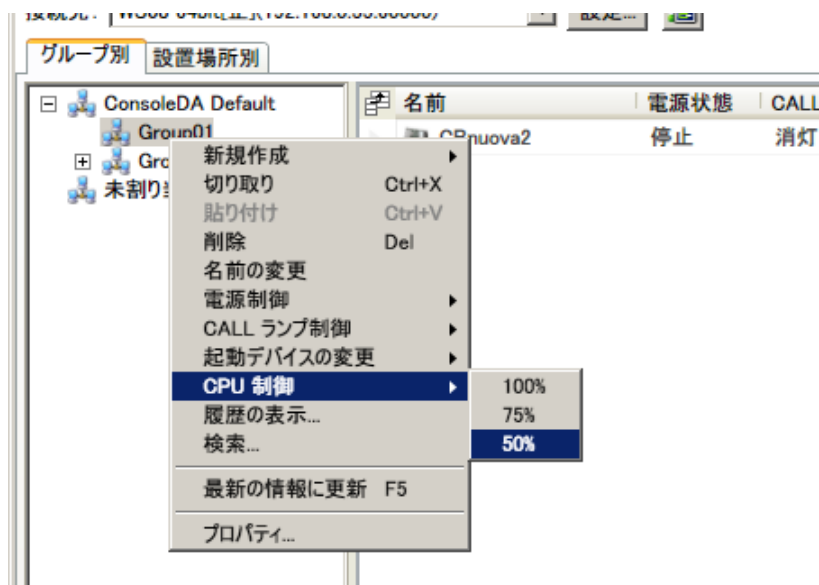 グループ別 設置場所別
ConsoleDA Default
Group01
未割り
名前 電源状態 CALL
停止 消灯
新規作成
切り取り Ctrl+X
貼り付け Ctrl+V
削除 Del
名前の変更
電源制御
CALL ランプ制御
起動デバイスの変更
CPU 制御
100%
75%
50%
履歴の表示...
検索...
最新の情報に更新 F5
プロパティ...